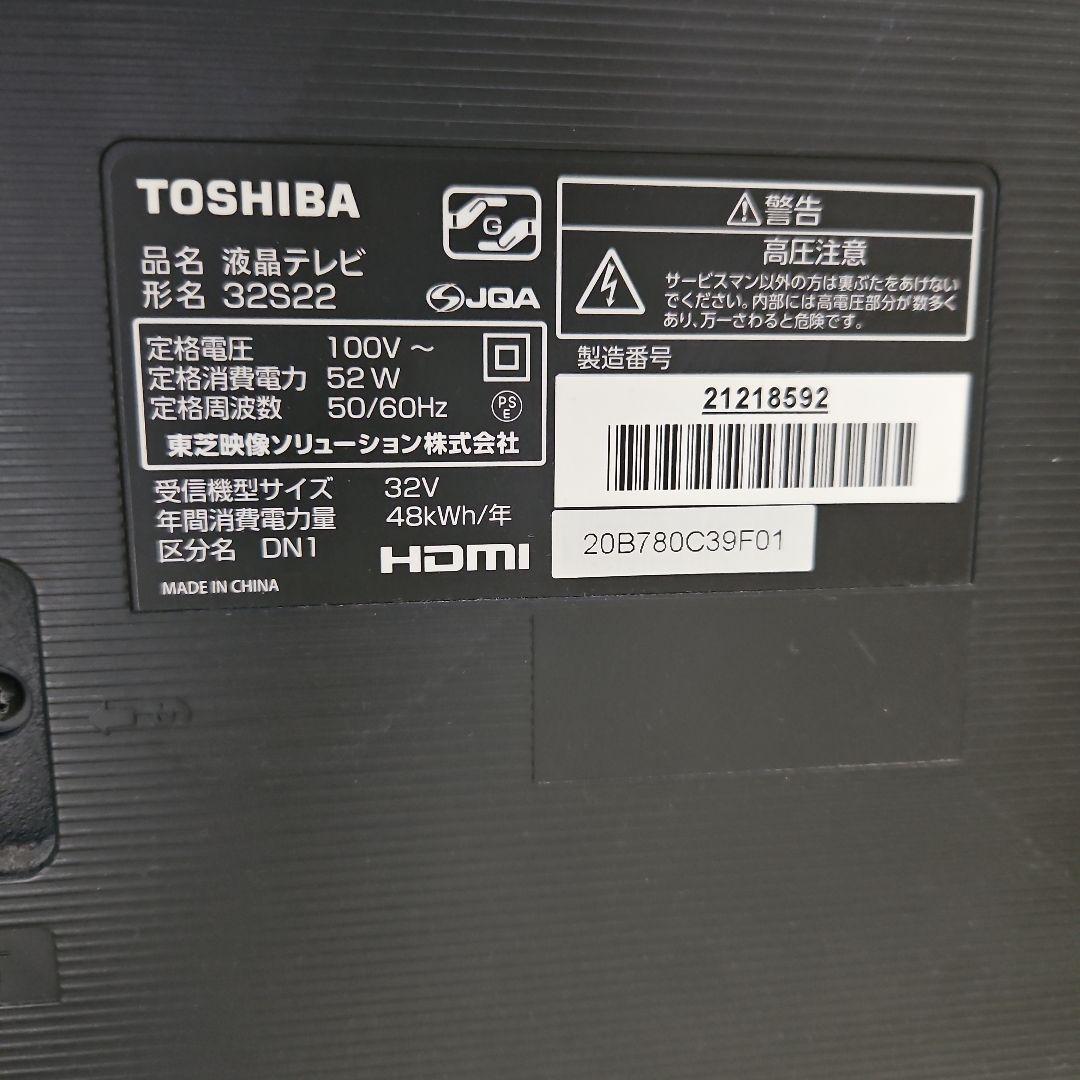 TOSHIBA
品名 液晶テレビ
形名 32S22
G
JQA
定格電圧 100V ～
定格消費電力 52W
定格周波数 50/60Hz
PS
E
東芝映像ソリューション株式会社
受信機型サイズ 32V
年間消費電力量 48kWh/年
区分名 DN1
HDMI
MADE IN CHINA
警告
高圧注意
サービスマン以外の方は裏ぶたをあけない
でください。内部には高電圧部分が数多く
あり、万一さわると危険です。
製造番号
21218592
20B780C39F01